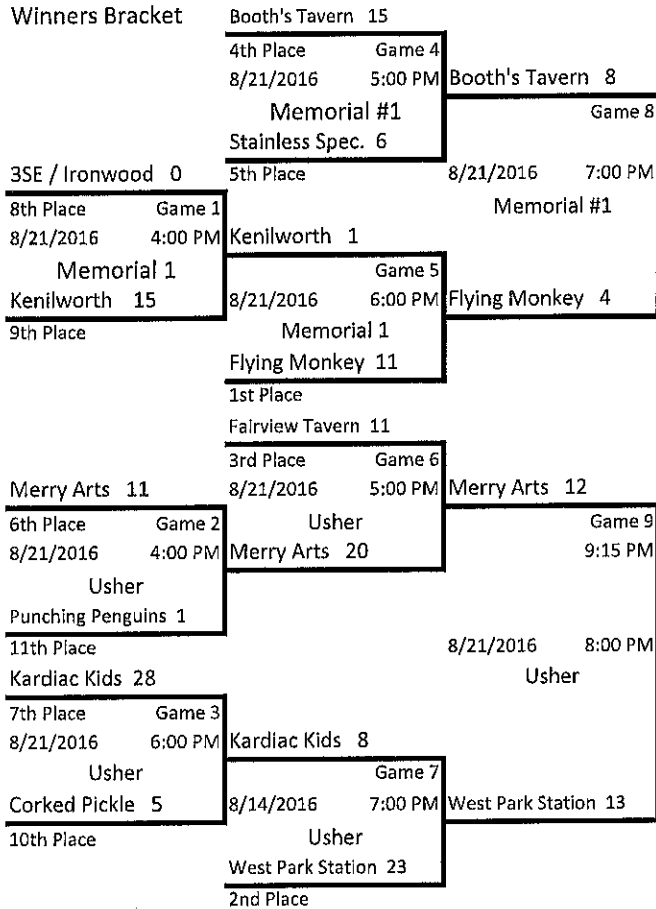 Winners Bracket
Booth's Tavern 15
4th Place Game 4
8/21/2016 5:00 PM
Memorial #1
Stainless Spec. 6
5th Place
Booth's Tavern 8
Game 8
8/21/2016 7:00 PM
Memorial #1
3SE / Ironwood 0
8th Place Game 1
8/21/2016 4:00 PM
Memorial 1
Kenilworth 15
9th Place
Kenilworth 1
Game 5
8/21/2016 6:00 PM
Memorial 1
Flying Monkey 11
1st Place
Flying Monkey 4
Fairview Tavern 11
3rd Place Game 6
8/21/2016 5:00 PM
Usher
Merry Arts 20
Merry Arts 12
Game 9
9:15 PM
8/21/2016 8:00 PM
Usher
Merry Arts 11
6th Place Game 2
8/21/2016 4:00 PM
Usher
Punching Penguins 1
11th Place
Kardiac Kids 28
7th Place Game 3
8/21/2016 6:00 PM
Usher
Corked Pickle 5
10th Place
Kardiac Kids 8
Game 7
8/14/2016 7:00 PM
Usher
West Park Station 23
2nd Place
West Park Station 13